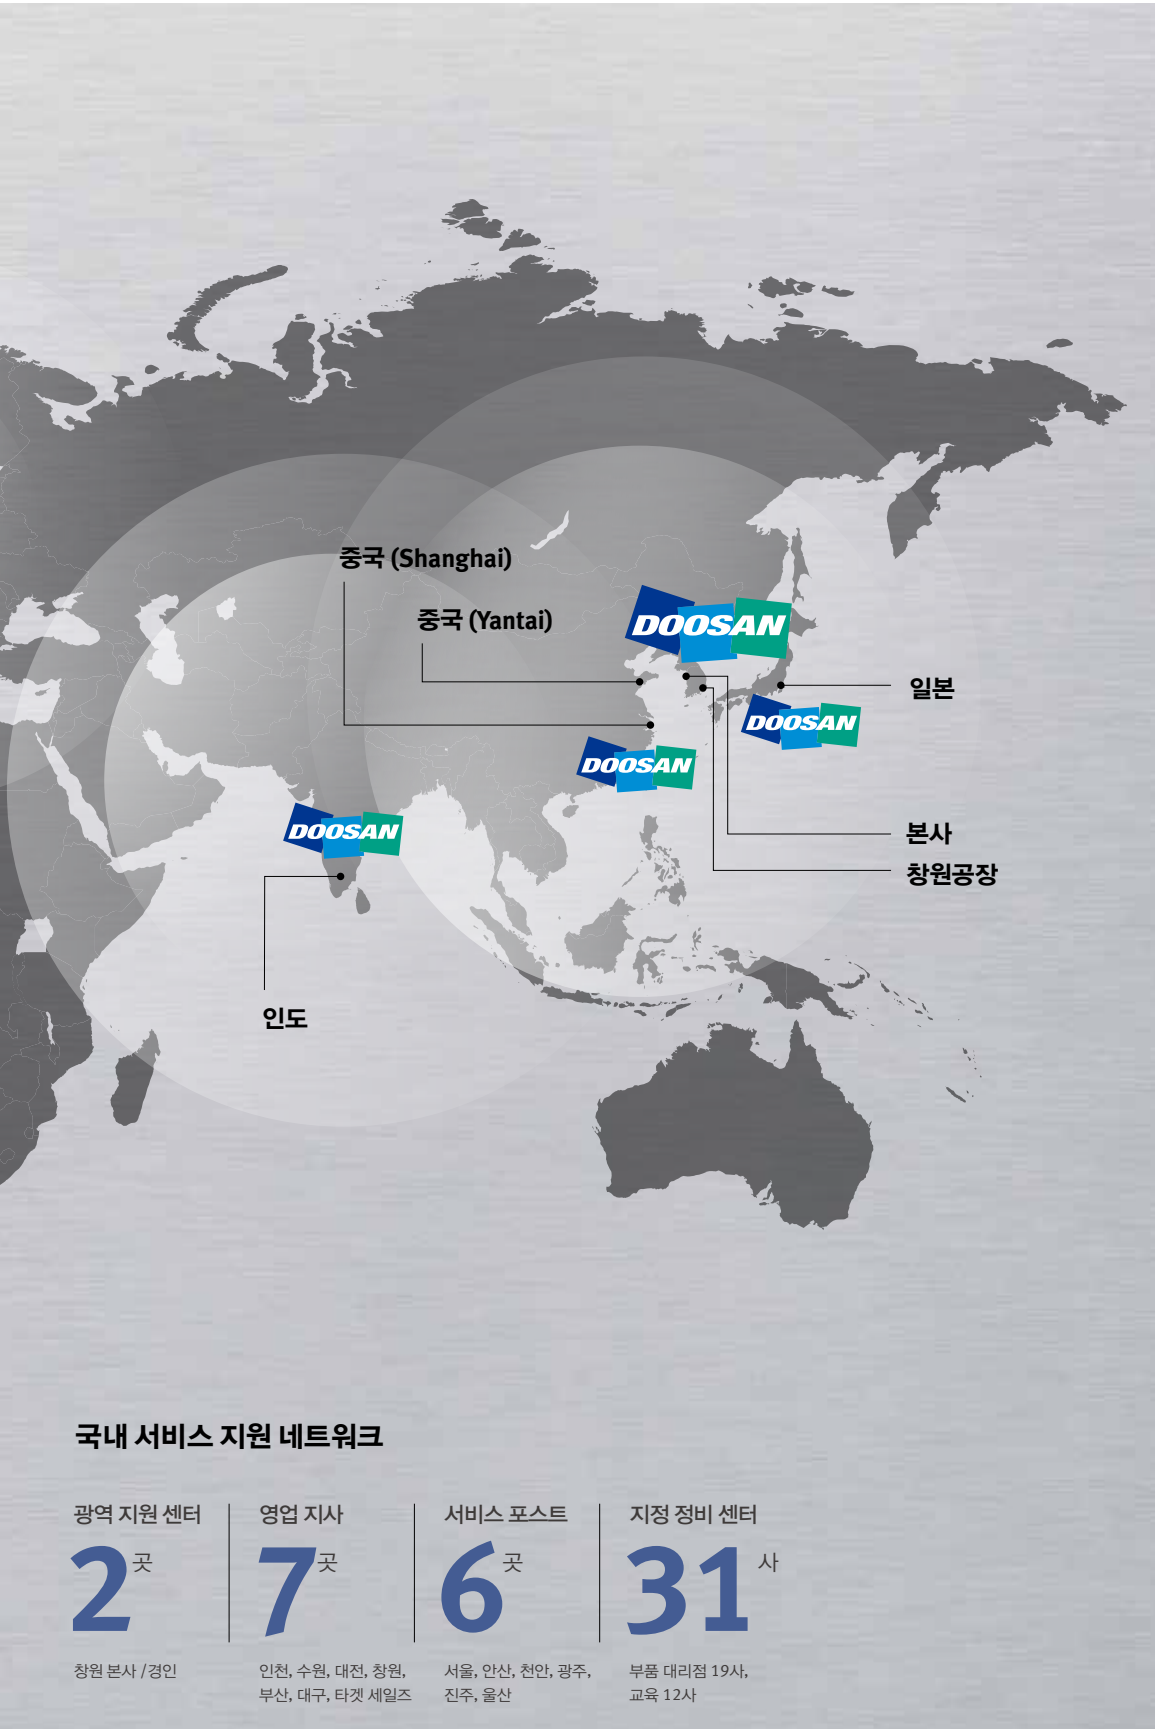 중국 (Shanghai)
중국 (Yantai)
DOOSAN
일본
DOOSAN
DOOSAN
DOOSAN
본사
창원공장
인도
국내 서비스 지원 네트워크
광역 지원 센터
2곳
창원 본사 /경인
영업 지사
7곳
인천, 수원, 대전, 창원,
부산, 대구, 타겟 세일즈
서비스 포스트
6곳
서울, 안산, 천안, 광주,
진주, 울산
지정 정비 센터
31사
부품 대리점 19사,
교육 12사